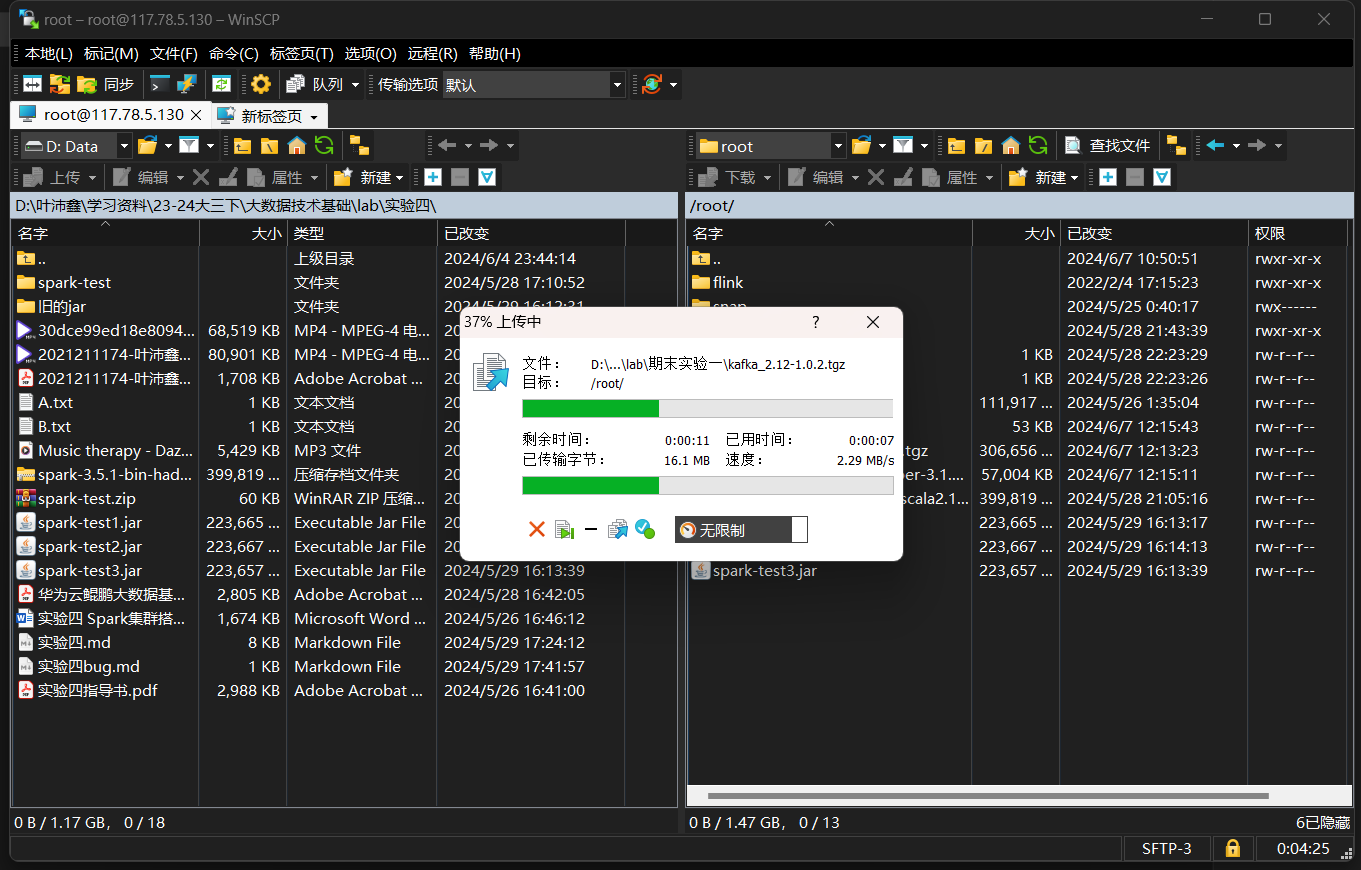 root – root@117.78.5.130 – WinSCP
本地(L) 标记(M) 文件(F) 命令(C) 标签页(T) 选项(O) 远程(R) 帮助(H)
同步 队列 传输选项 默认
root@117.78.5.130 新标签页
D: Data root 查找文件
上传 编辑 属性 新建 下载 编辑 属性 新建
D:\叶沛鑫\学习资料\23-24大三下\大数据技术基础\lab\实验四\ /root/
名字 大小 类型 已改变 名字 大小 已改变 权限
.. 上级目录 2024/6/4 23:44:14 .. 2024/6/7 10:50:51 rwxr-xr-x
spark-test 文件夹 2024/5/28 17:10:52 flink 2022/2/4 17:15:23 rwxr-xr-x
旧的jar 文件夹 2024/5/29 16:12:31 snap 2024/5/25 0:40:17 rwx------
30dce99ed18e8094... 68,519 KB MP4 - MPEG-4 电... 2024/5/28 21:43:39 rwxr-xr-x
2021211174-叶沛鑫... 80,901 KB MP4 - MPEG-4 电... 1 KB 2024/5/28 22:23:29 rw-r--r--
2021211174-叶沛鑫... 1,708 KB Adobe Acrobat ... 1 KB 2024/5/28 22:23:26 rw-r--r--
A.txt 1 KB 文本文档 111,917 ... 2024/5/26 1:35:04 rw-r--r--
B.txt 1 KB 文本文档 53 KB 2024/6/7 12:15:43 rw-r--r--
Music therapy - Daz... 5,429 KB MP3 文件 .tgz 306,656 ... 2024/6/7 12:13:23 rw-r--r--
spark-3.5.1-bin-had... 399,819 ... 压缩存档文件夹 per-3.1.... 57,004 KB 2024/6/7 12:15:11 rw-r--r--
spark-test.zip 60 KB WinRAR ZIP 压缩... scala2.1... 399,819 ... 2024/5/28 21:05:16 rw-r--r--
spark-test1.jar 223,665 ... Executable Jar File 223,665 ... 2024/5/29 16:13:17 rw-r--r--
spark-test2.jar 223,667 ... Executable Jar File 223,667 ... 2024/5/29 16:14:13 rw-r--r--
spark-test3.jar 223,657 ... Executable Jar File 2024/5/29 16:13:39 spark-test3.jar 223,657 ... 2024/5/29 16:13:39 rw-r--r--
华为云鲲鹏大数据基... 2,805 KB Adobe Acrobat ... 2024/5/28 16:42:05
实验四 Spark集群搭... 1,674 KB Microsoft Word ... 2024/5/26 16:46:12
实验四.md 8 KB Markdown File 2024/5/29 17:24:12
实验四bug.md 1 KB Markdown File 2024/5/29 17:41:57
实验四指导书.pdf 2,988 KB Adobe Acrobat ... 2024/5/26 16:41:00
37% 上传中 ?
文件： D:\...\lab\期末实验一\kafka_2.12-1.0.2.tgz
目标： /root/
剩余时间： 0:00:11 已用时间： 0:00:07
已传输字节： 16.1 MB 速度： 2.29 MB/s
无限制
0 B / 1.17 GB， 0 / 18 0 B / 1.47 GB， 0 / 13 6已隐藏
SFTP-3 0:04:25